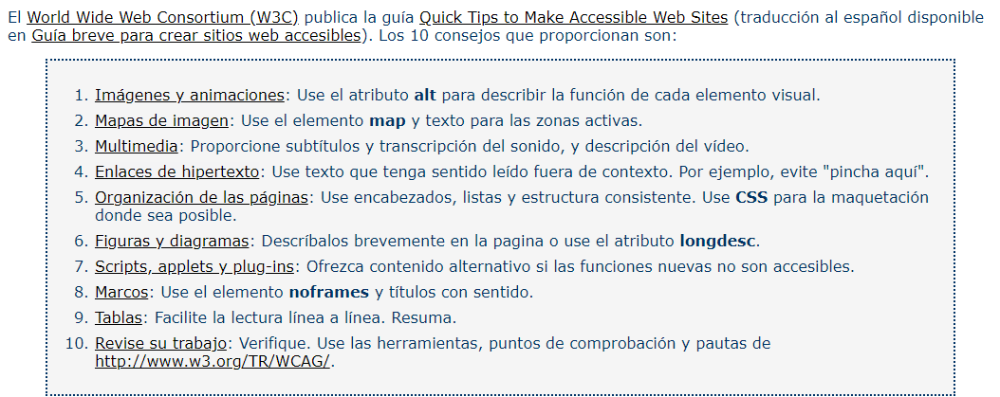 El World Wide Web Consortium (W3C) publica la guía Quick Tips to Make Accessible Web Sites (traducción al español disponible
en Guía breve para crear sitios web accesibles). Los 10 consejos que proporcionan son:
1. Imágenes y animaciones: Use el atributo alt para describir la función de cada elemento visual.
2. Mapas de imagen: Use el elemento map y texto para las zonas activas.
3. Multimedia: Proporcione subtítulos y transcripción del sonido, y descripción del vídeo.
4. Enlaces de hipertexto: Use texto que tenga sentido leído fuera de contexto. Por ejemplo, evite "pincha aquí".
5. Organización de las páginas: Use encabezados, listas y estructura consistente. Use CSS para la maquetación
donde sea posible.
6. Figuras y diagramas: Descríbalos brevemente en la pagina o use el atributo longdesc.
7. Scripts, applets y plug-ins: Ofrezca contenido alternativo si las funciones nuevas no son accesibles.
8. Marcos: Use el elemento noframes y títulos con sentido.
9. Tablas: Facilite la lectura línea a línea. Resuma.
10. Revise su trabajo: Verifique. Use las herramientas, puntos de comprobación y pautas de
http://www.w3.org/TR/WCAG/.